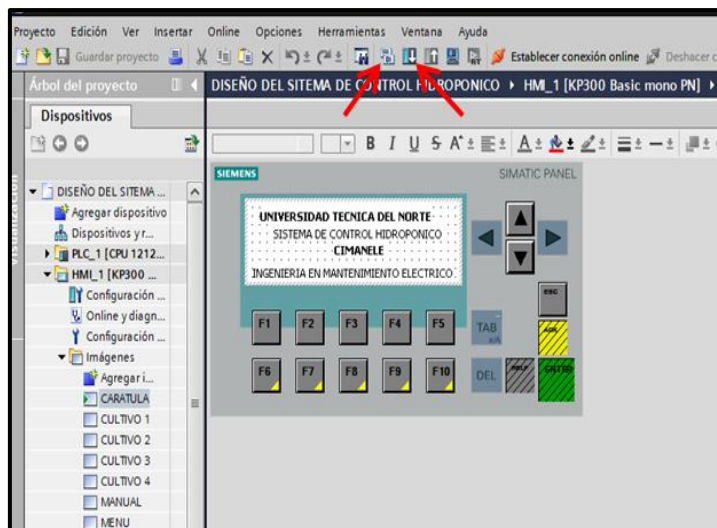 Proyecto Edición Ver Insertar Online Opciones Herramientas Ventana Ayuda
Guardar proyecto Establecer conexión online Deshacer c
Árbol del proyecto
DISEÑO DEL SITEMA DE CONTROL HIDROPONICO HMI_1 [KP300 Basic mono PN]
Dispositivos
B I U S A
DISEÑO DEL SITEMA ...
Agregar dispositivo
Dispositivos y r...
PLC_1 [CPU 1212...
HMI_1 [KP300 ...
Configuración ...
Online y diagn...
Configuración ...
Imágenes
Agregar i...
CARATULA
CULTIVO 1
CULTIVO 2
CULTIVO 3
CULTIVO 4
MANUAL
MENU
SIEMENS
SIMATIC PANEL
UNIVERSIDAD TECNICA DEL NORTE
SISTEMA DE CONTROL HIDROPONICO
CIMANELE
INGENIERIA EN MANTENIMIENTO ELECTRICO
ESC
F1 F2 F3 F4 F5 TAB
F6 F7 F8 F9 F10 DEL HELP ENTER